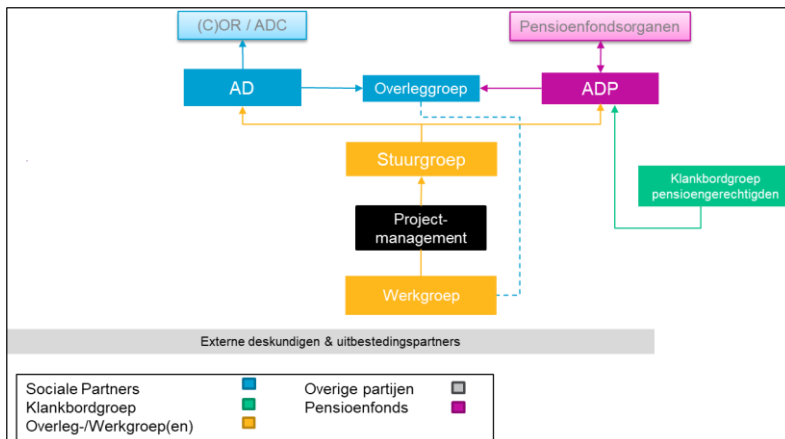 (C)OR / ADC
Pensioenfondsorganen
AD
Overleggroep
ADP
Stuurgroep
Klankbordgroep
pensioengerechtigden
Project-
management
Werkgroep
Externe deskundigen & uitbestedingspartners
Sociale Partners
Overige partijen
Klankbordgroep
Pensioenfonds
Overleg-/Werkgroep(en)